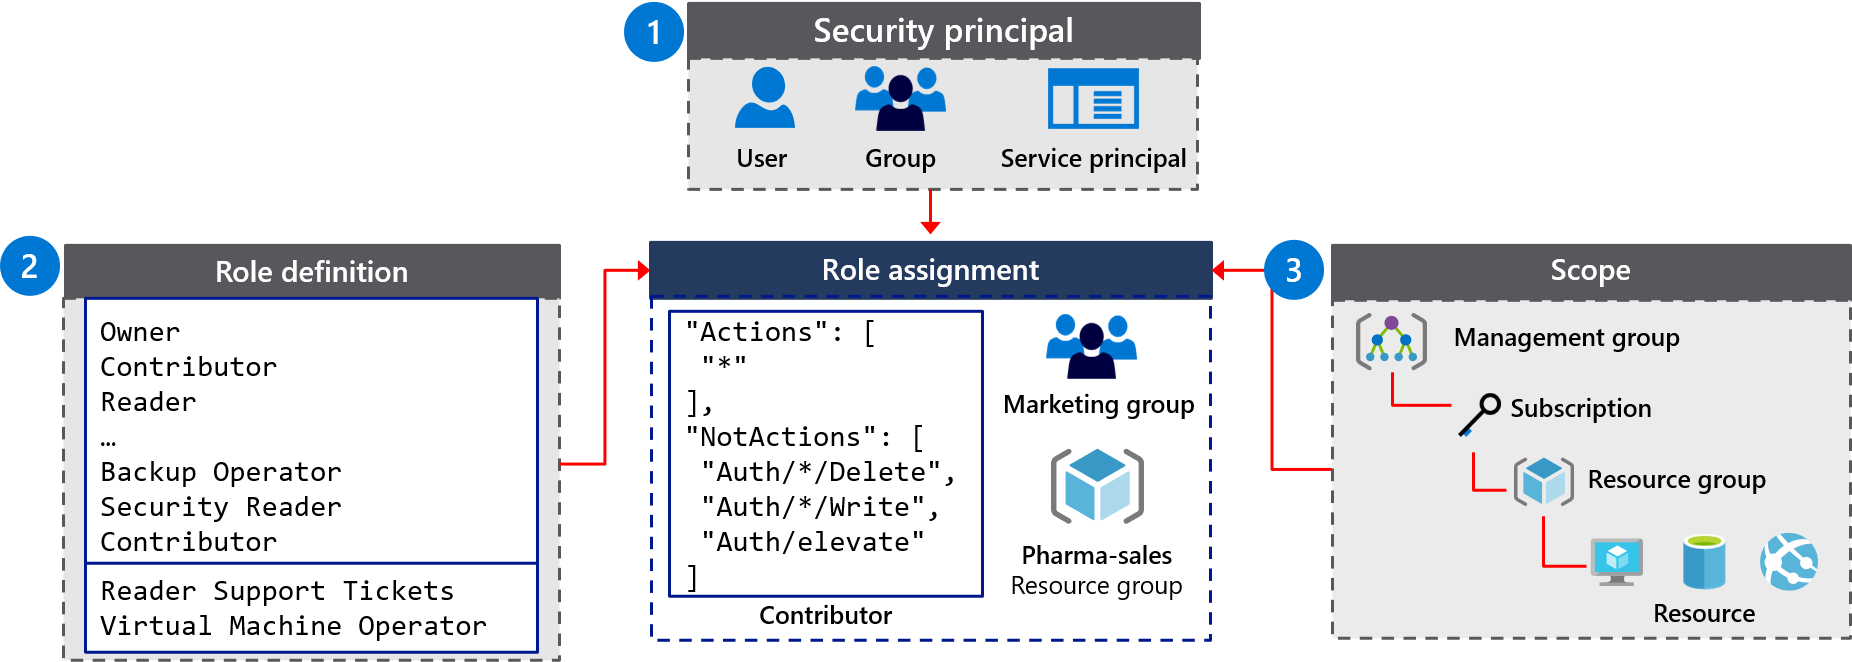 1
Security principal
User
Group
Service principal
2
Role definition
Owner
Contributor
Reader
…
Backup Operator
Security Reader
Contributor
Reader Support Tickets
Virtual Machine Operator
Role assignment
"Actions": [
"*"
],
"NotActions": [
"Auth/*/Delete",
"Auth/*/Write",
"Auth/elevate"
]
Contributor
Marketing group
Pharma-sales
Resource group
3
Scope
Management group
Subscription
Resource group
Resource